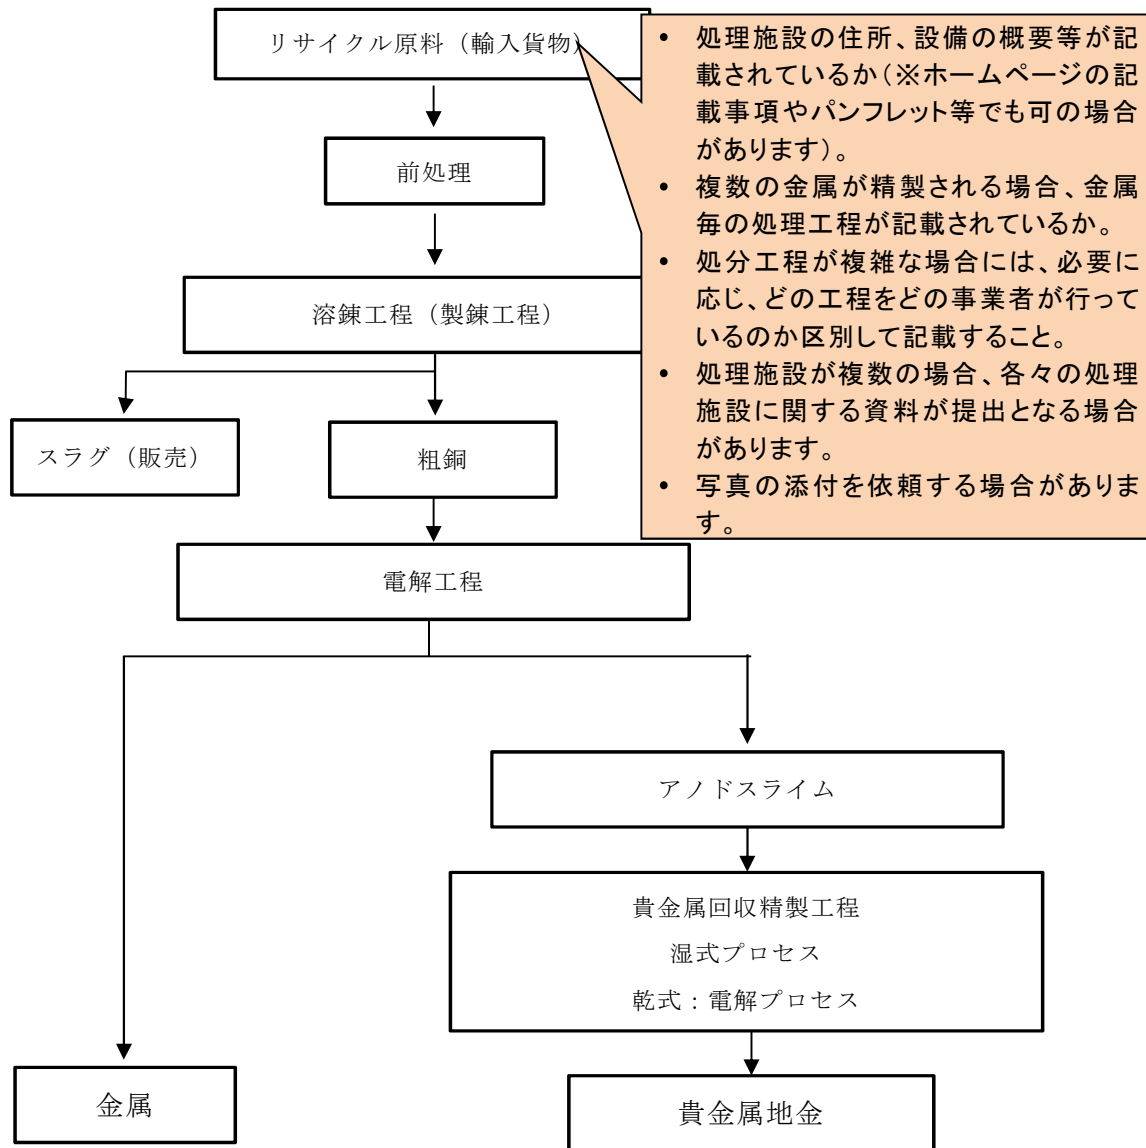 リサイクル原料（輸入貨物）
• 処理施設の住所、設備の概要等が記
載されているか（※ホームページの記
載事項やパンフレット等でも可の場合
があります）。
• 複数の金属が精製される場合、金属
毎の処理工程が記載されているか。
• 処分工程が複雑な場合には、必要に
応じ、どの工程をどの事業者が行って
いるのか区別して記載すること。
• 処理施設が複数の場合、各々の処理
施設に関する資料が提出となる場合
があります。
• 写真の添付を依頼する場合がありま
す。
前処理
溶錬工程（製錬工程）
スラグ（販売）
粗銅
電解工程
アノドスライム
貴金属回収精製工程
湿式プロセス
乾式：電解プロセス
金属
貴金属地金